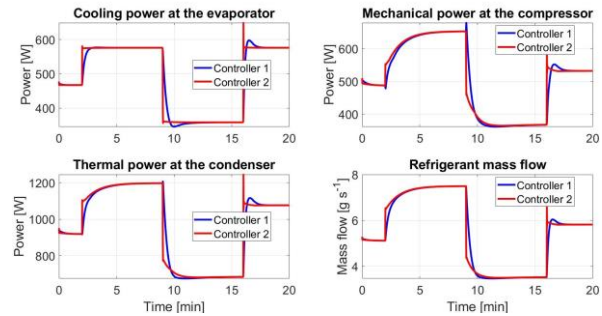 Cooling power at the evaporator
Power [W]
600
500
400
0
5
10
15
20
Controller 1
Controller 2
Mechanical power at the compressor
Power [W]
600
500
400
0
5
10
15
20
Controller 1
Controller 2
Thermal power at the condenser
Power [W]
1200
1000
800
0
5
10
15
20
Time [min]
Controller 1
Controller 2
Refrigerant mass flow
Mass flow [g s⁻¹]
8
6
4
0
5
10
15
20
Time [min]
Controller 1
Controller 2